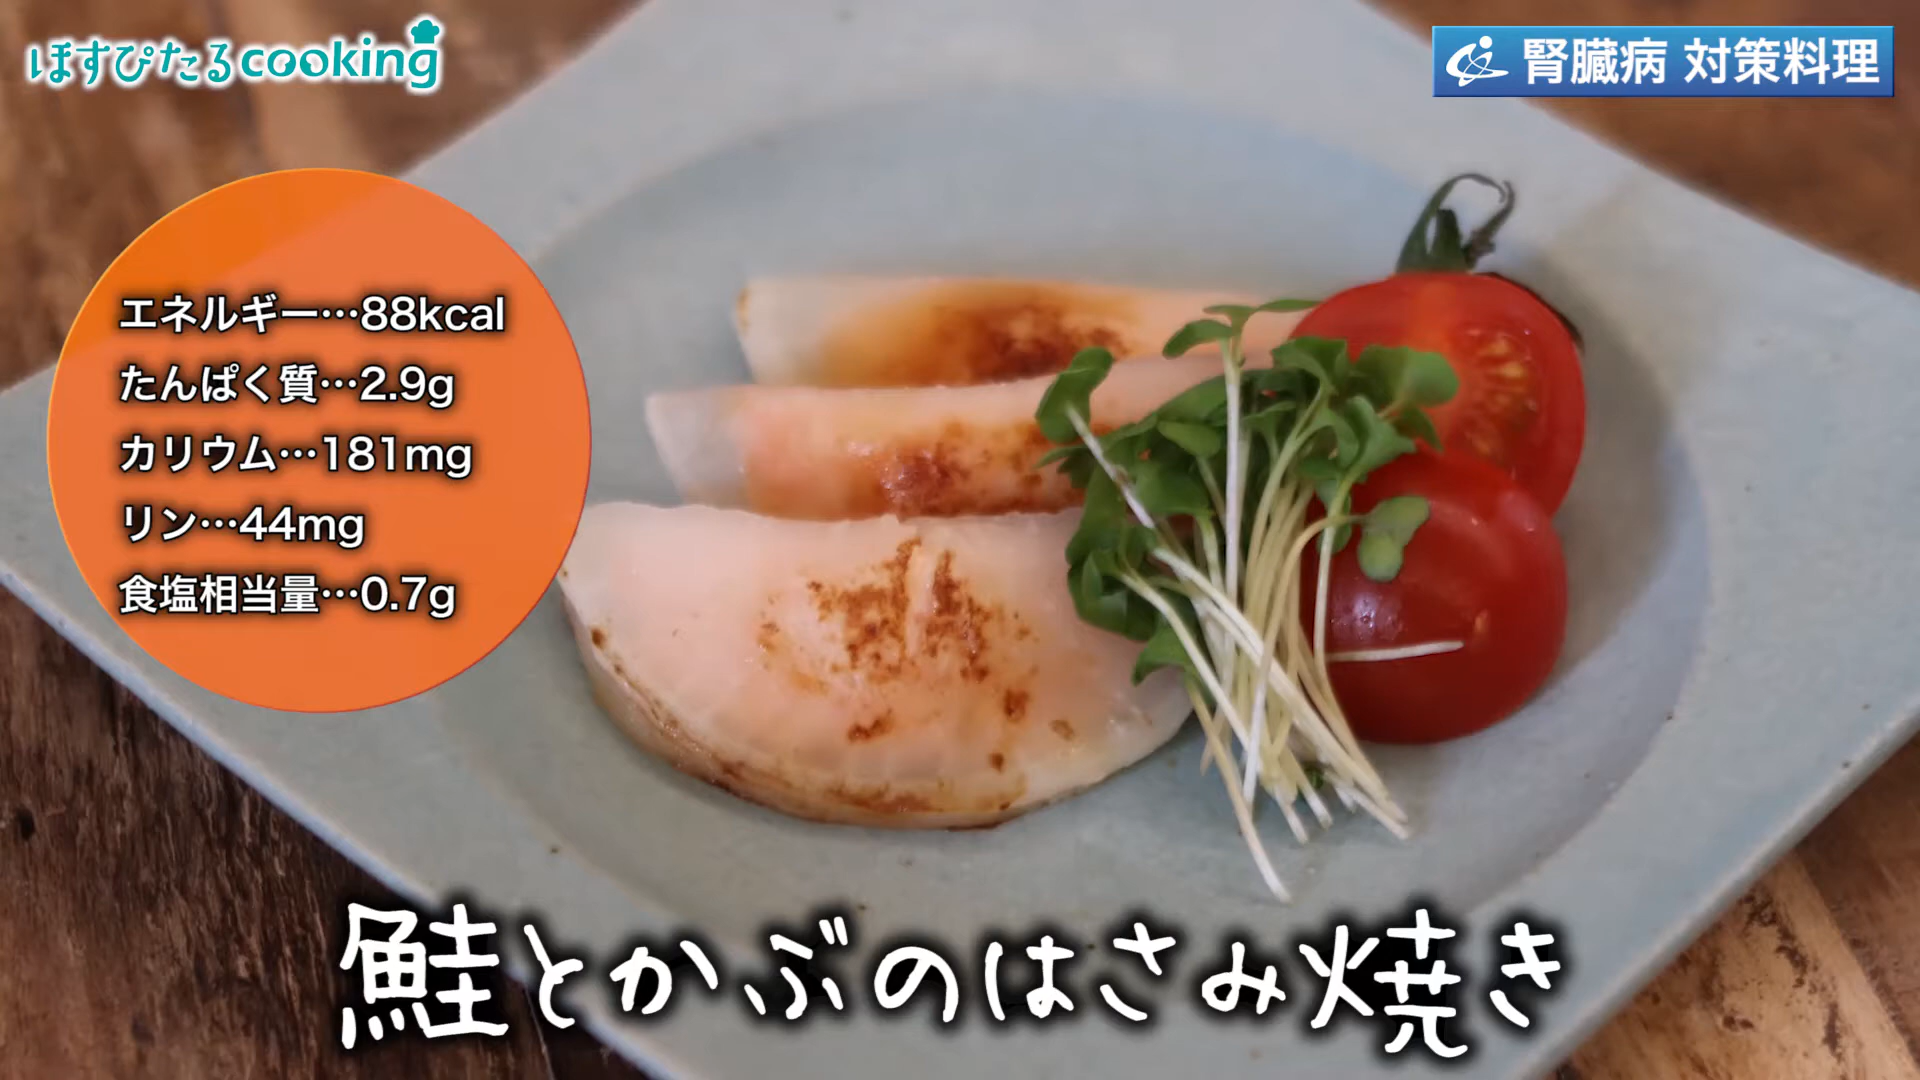 ほすぴたるcooking
腎臓病 対策料理
エネルギー…88kcal
たんぱく質…2.9g
カリウム…181mg
リン…44mg
食塩相当量…0.7g
鮭とかぶのはさみ焼き